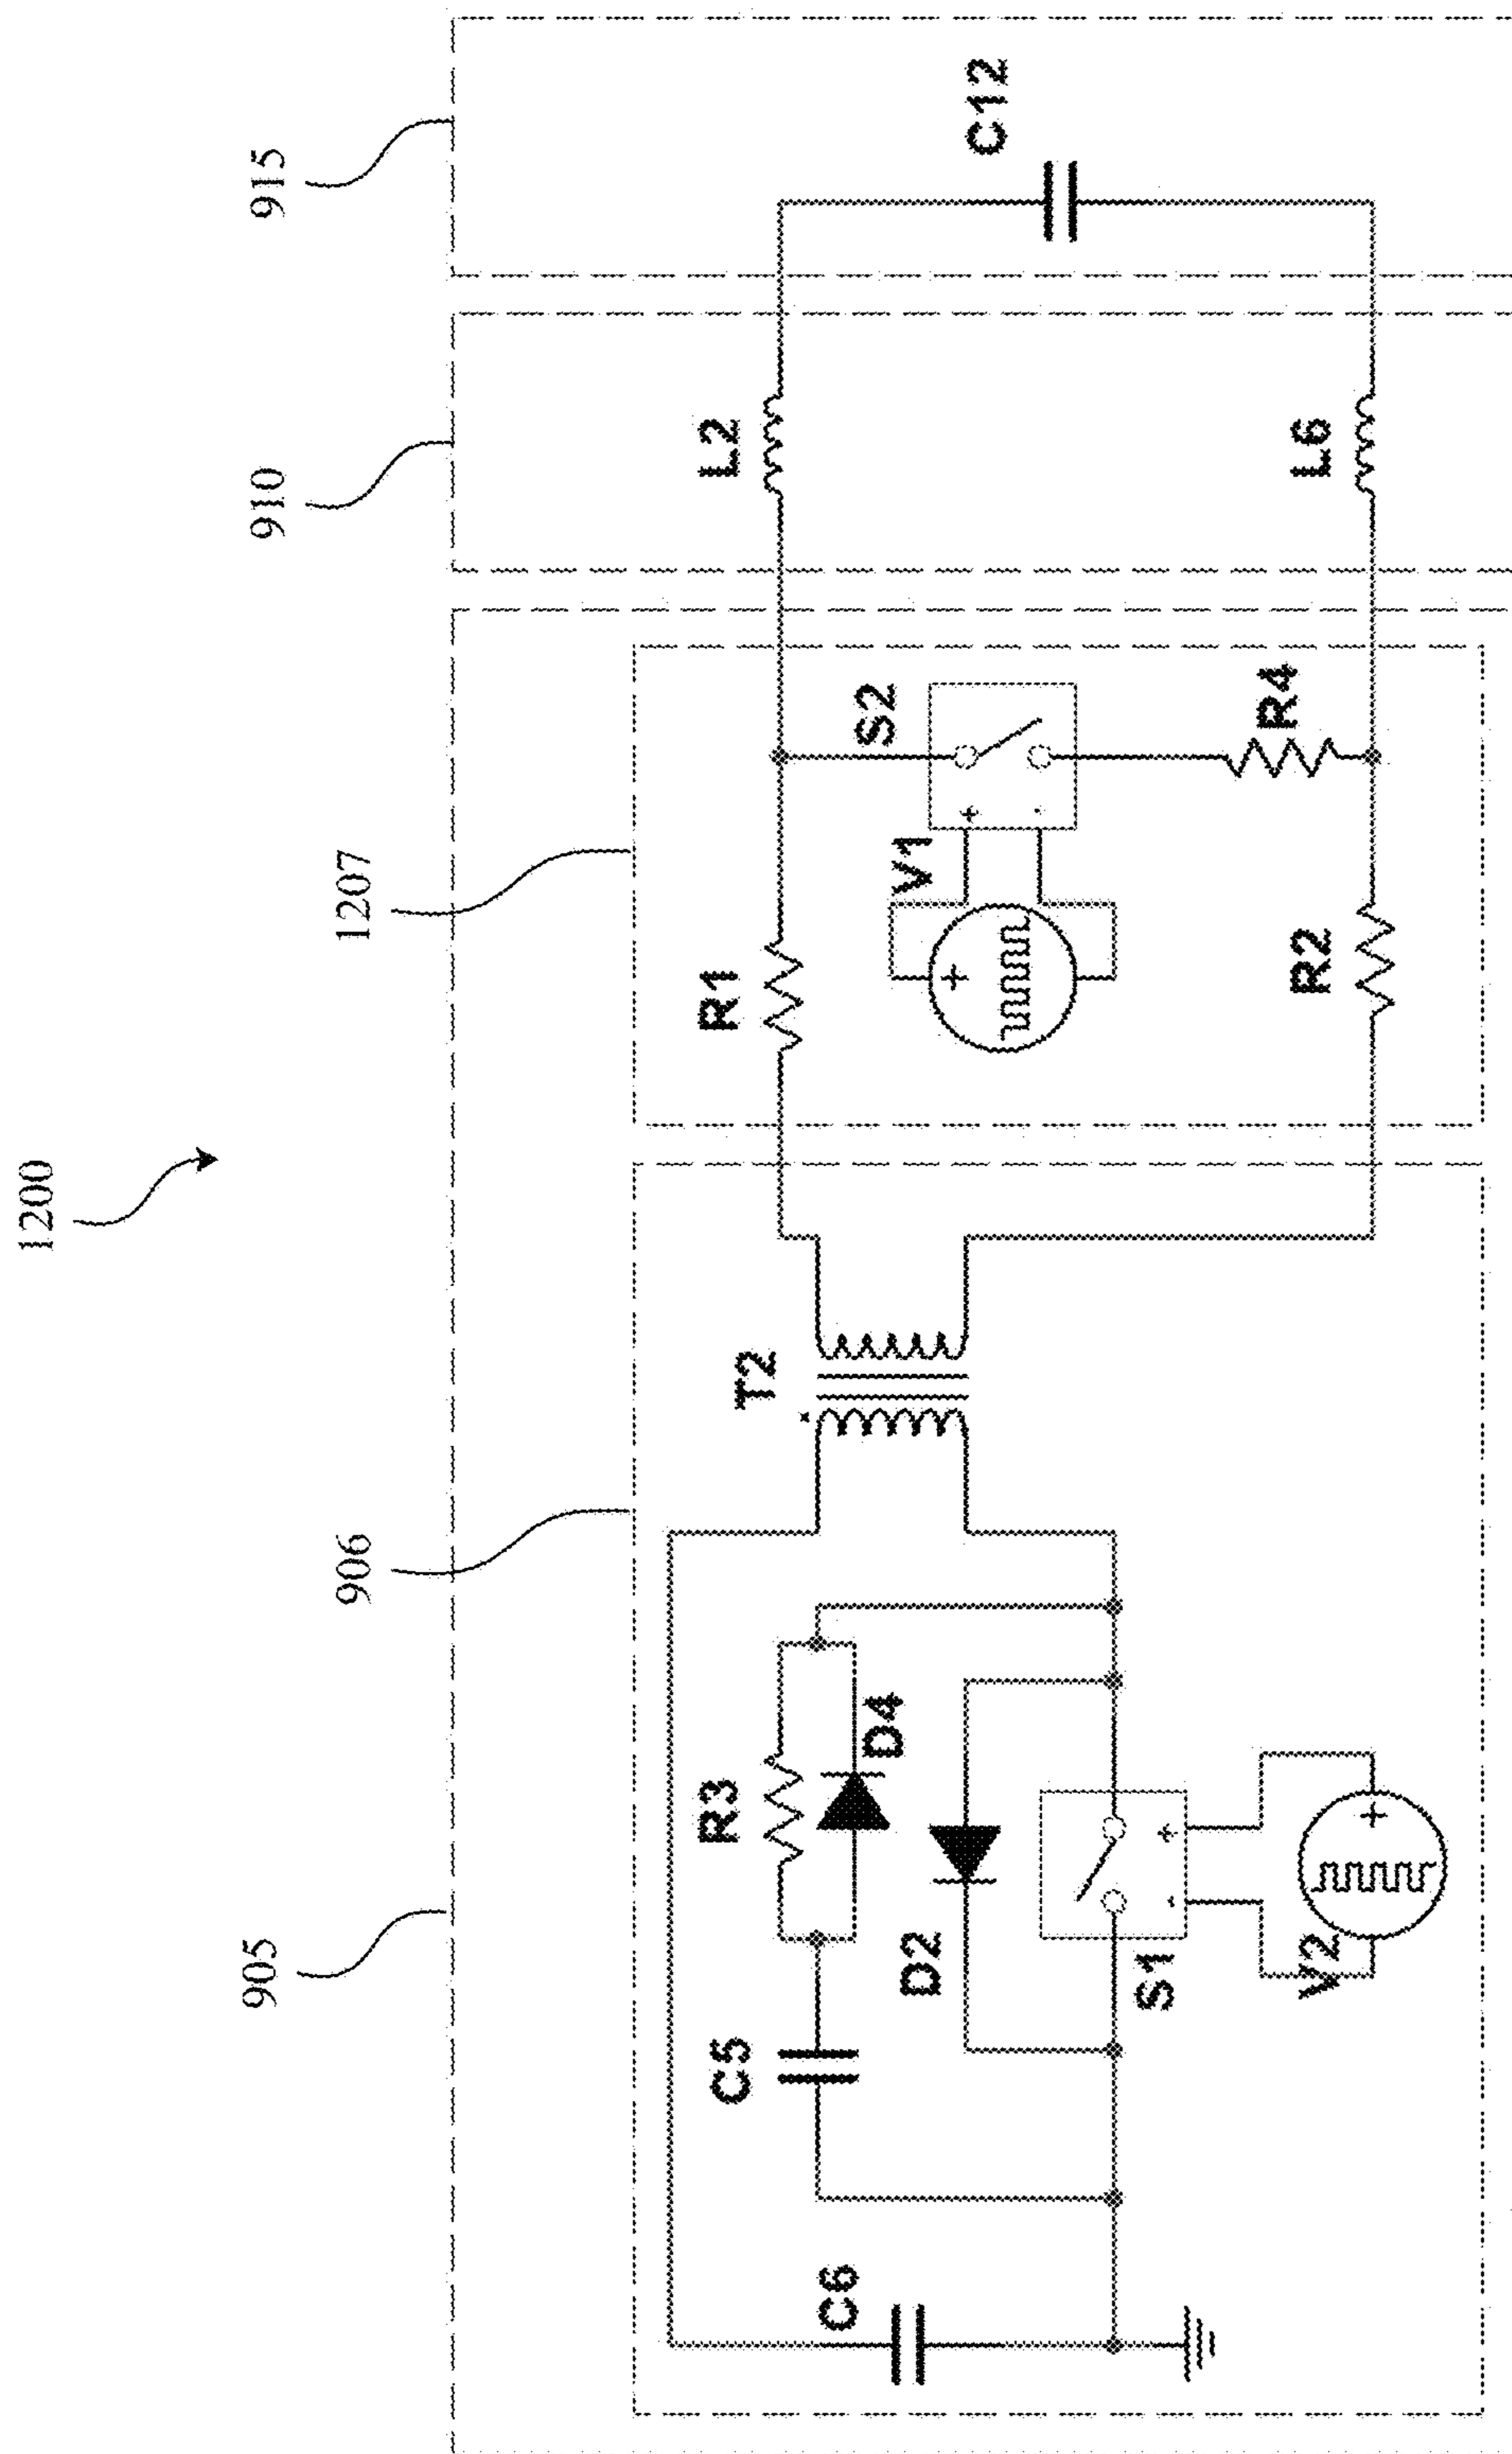 1200
905
906
1207
910
915
C6
C5
R3
D4
D2
S1
V2
T2
R1
R2
V1
S2
R4
L2
L6
C12
+
-
+
+
-
+